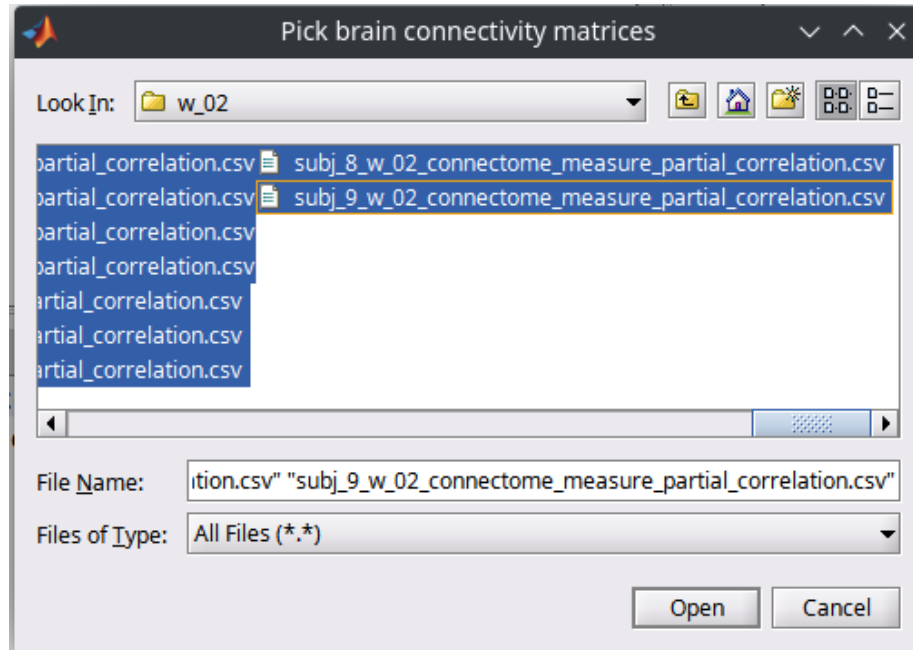 Pick brain connectivity matrices
Look In: w_02
partial_correlation.csv subj_8_w_02_connectome_measure_partial_correlation.csv
partial_correlation.csv subj_9_w_02_connectome_measure_partial_correlation.csv
partial_correlation.csv
partial_correlation.csv
artial_correlation.csv
artial_correlation.csv
artial_correlation.csv
File Name: ition.csv" "subj_9_w_02_connectome_measure_partial_correlation.csv"
Files of Type: All Files (*.*)
Open Cancel